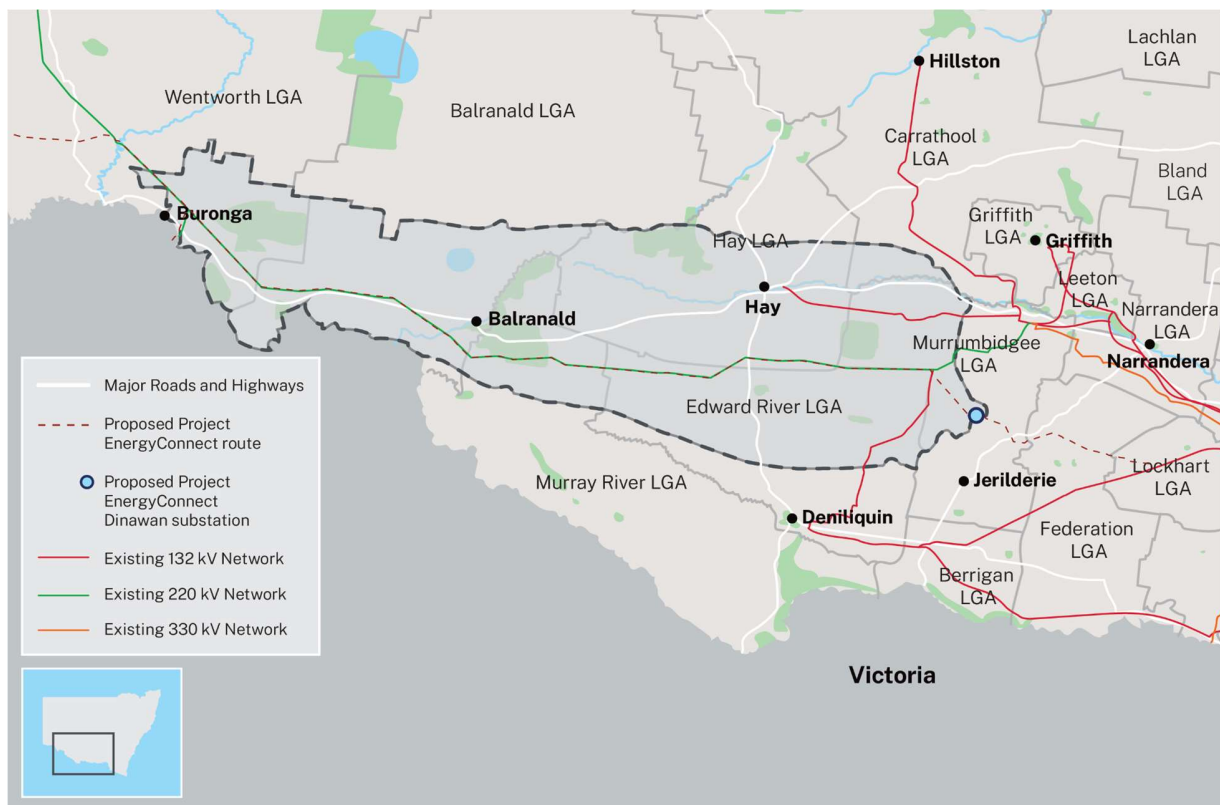 Lachlan
LGA
Hillston
Wentworth LGA
Balranald LGA
Carrathool
LGA
Bland
LGA
Buronga
Griffith
LGA
Griffith
Hay LGA
Leeton
LGA
Hay
Narrandera
LGA
Balranald
Murrumbidgee
LGA
Narrandera
Edward River LGA
Murray River LGA
Jerilderie
Lockhart
LGA
Deniliquin
Federation
LGA
Berrigan
LGA
Victoria
Major Roads and Highways
Proposed Project
EnergyConnect route
Proposed Project
EnergyConnect
Dinawan substation
Existing 132 kV Network
Existing 220 kV Network
Existing 330 kV Network